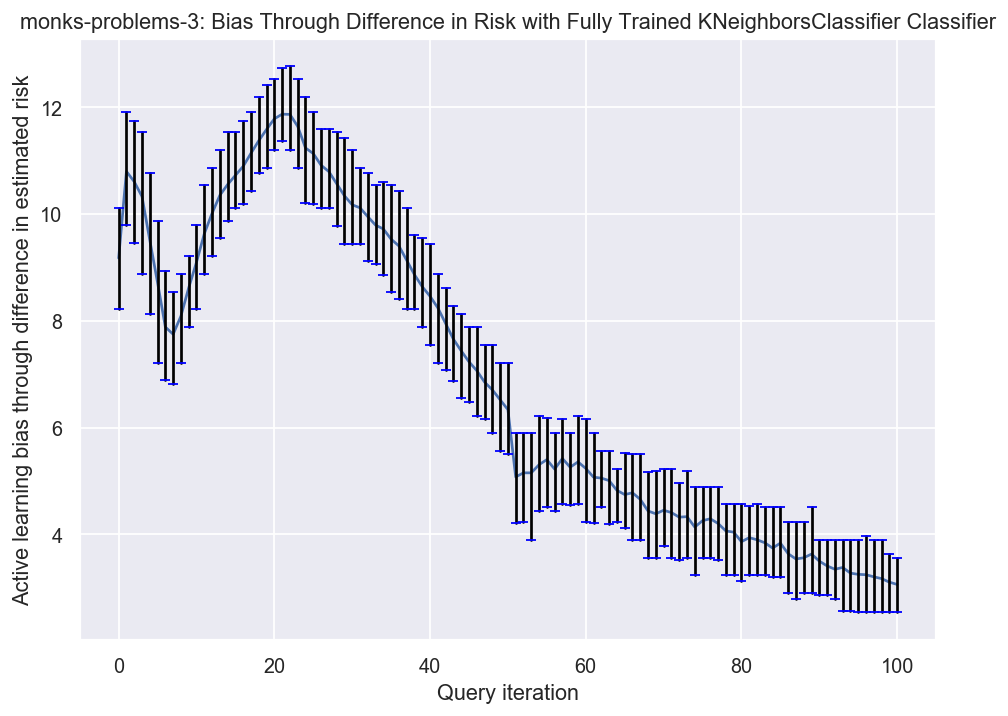 monks-problems-3: Bias Through Difference in Risk with Fully Trained KNeighborsClassifier Classifier
Active learning bias through difference in estimated risk
12
10
8
6
4
0 20 40 60 80 100
Query iteration